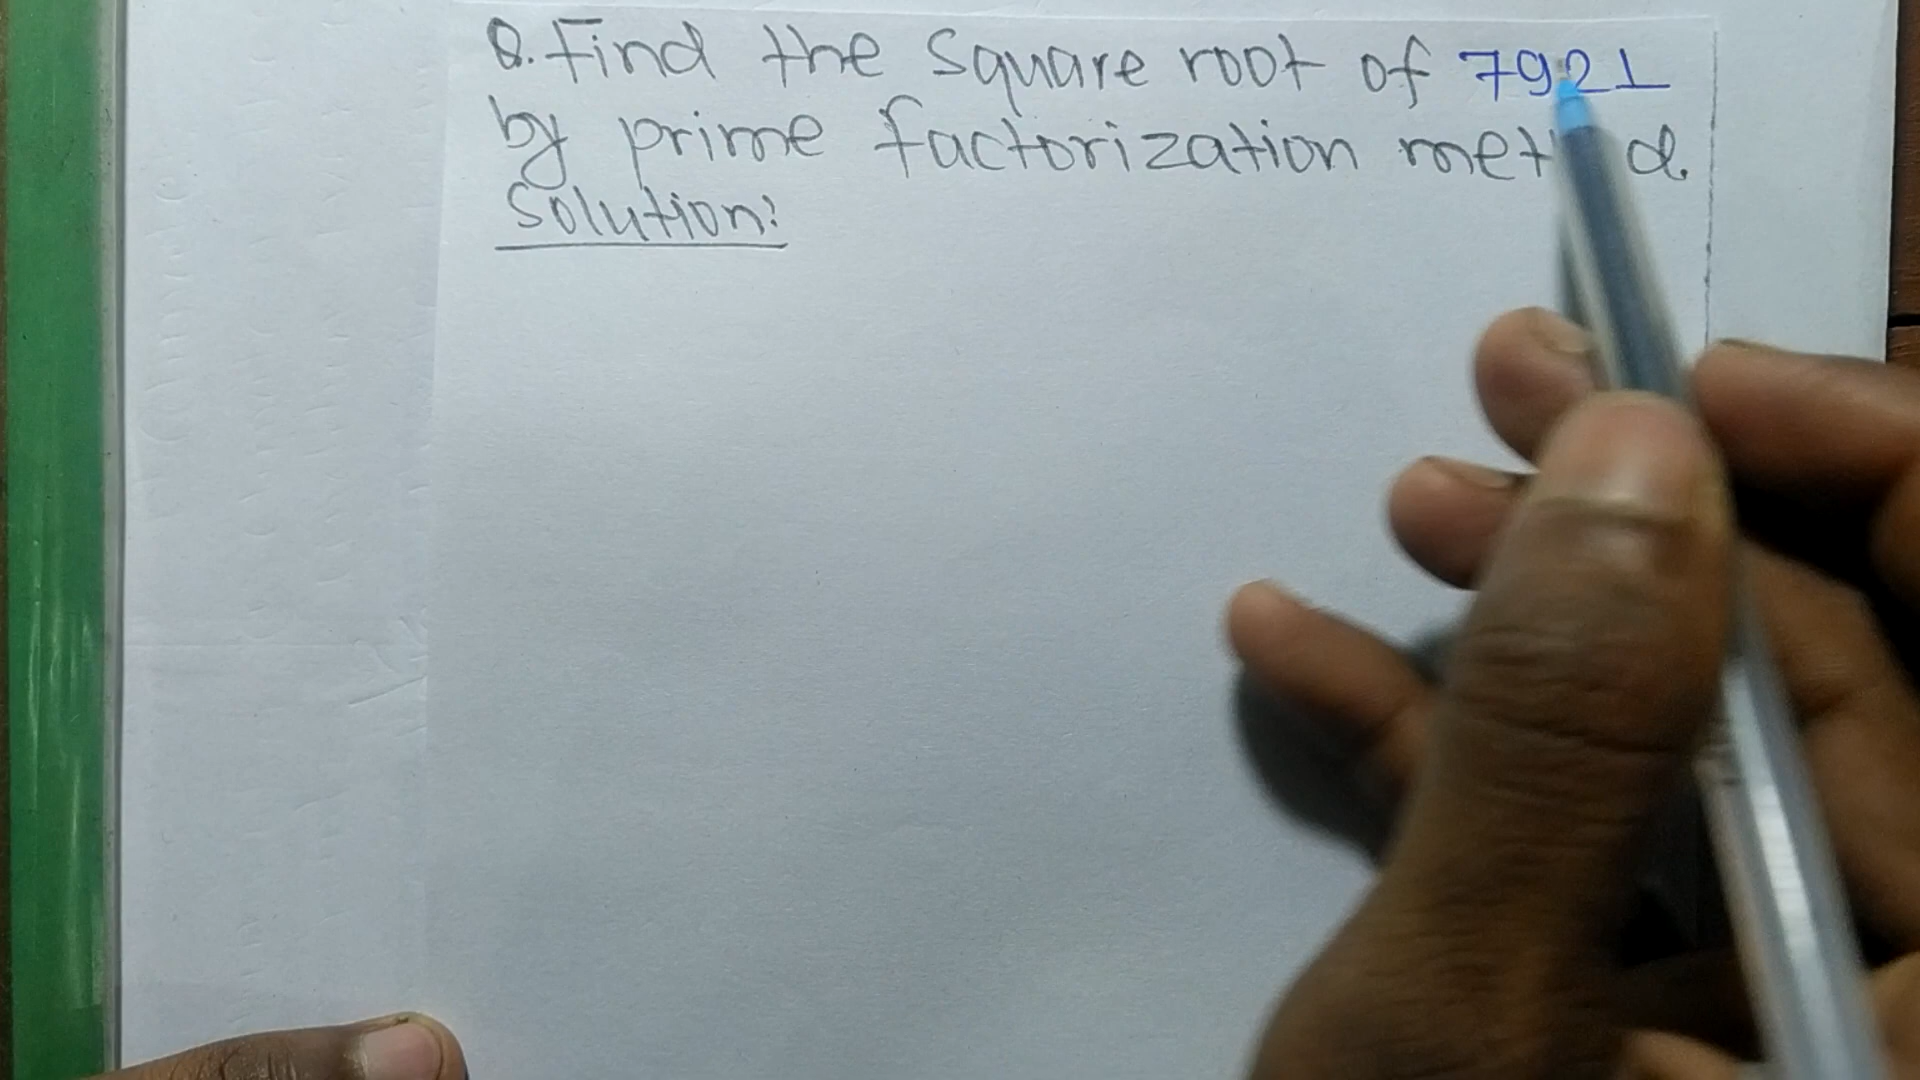 Q. Find the square root of 7921
by prime factorization
Solution: